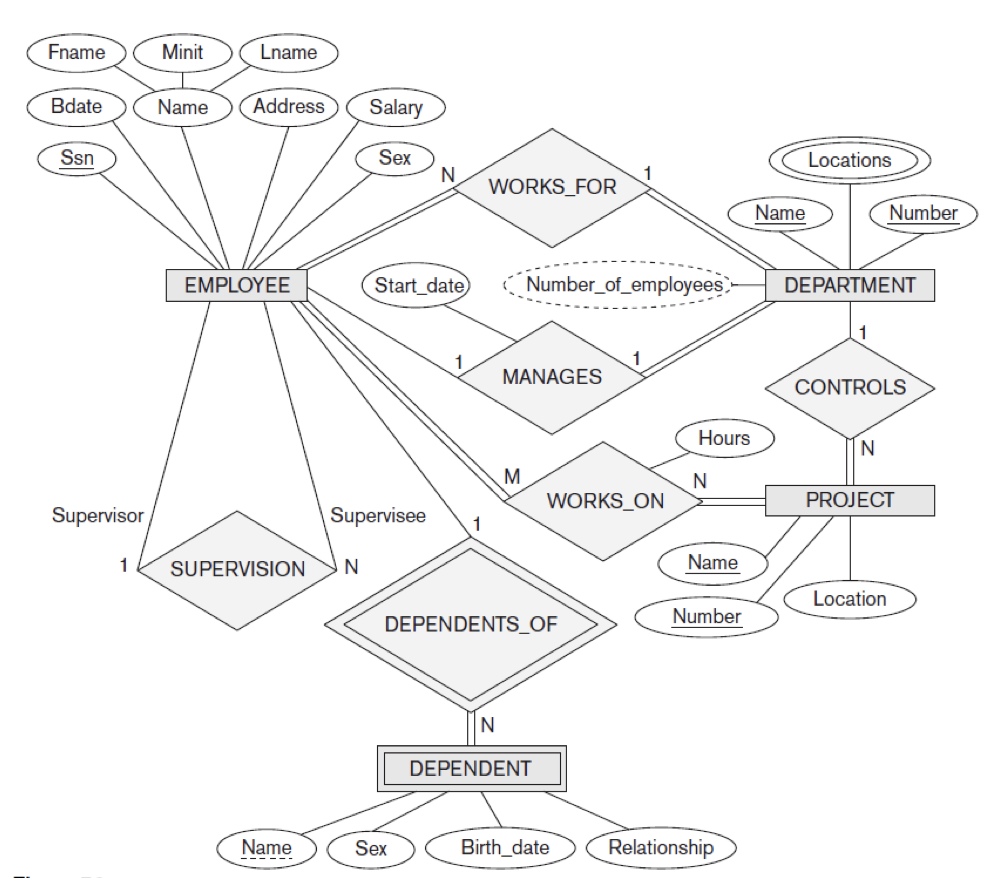 Fname
Minit
Lname
Bdate
Name
Address
Salary
Ssn
Sex
N
WORKS_FOR
1
Locations
Name
Number
EMPLOYEE
Start_date
Number_of_employees
DEPARTMENT
1
MANAGES
1
1
CONTROLS
N
Hours
M
WORKS_ON
N
PROJECT
Supervisor
Supervisee
1
SUPERVISION
N
1
Name
Number
Location
DEPENDENTS_OF
N
DEPENDENT
Name
Sex
Birth_date
Relationship